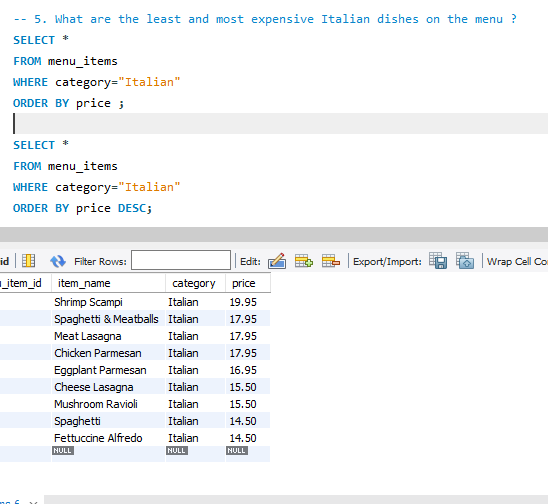 -- 5. What are the least and most expensive Italian dishes on the menu ?
SELECT *
FROM menu_items
WHERE category="Italian"
ORDER BY price ;
SELECT *
FROM menu_items
WHERE category="Italian"
ORDER BY price DESC;
id Filter Rows: Edit: Export/Import: Wrap Cell Co
u_item_id item_name category price
Shrimp Scampi Italian 19.95
Spaghetti & Meatballs Italian 17.95
Meat Lasagna Italian 17.95
Chicken Parmesan Italian 17.95
Eggplant Parmesan Italian 16.95
Cheese Lasagna Italian 15.50
Mushroom Ravioli Italian 15.50
Spaghetti Italian 14.50
Fettuccine Alfredo Italian 14.50
NULL NULL NULL